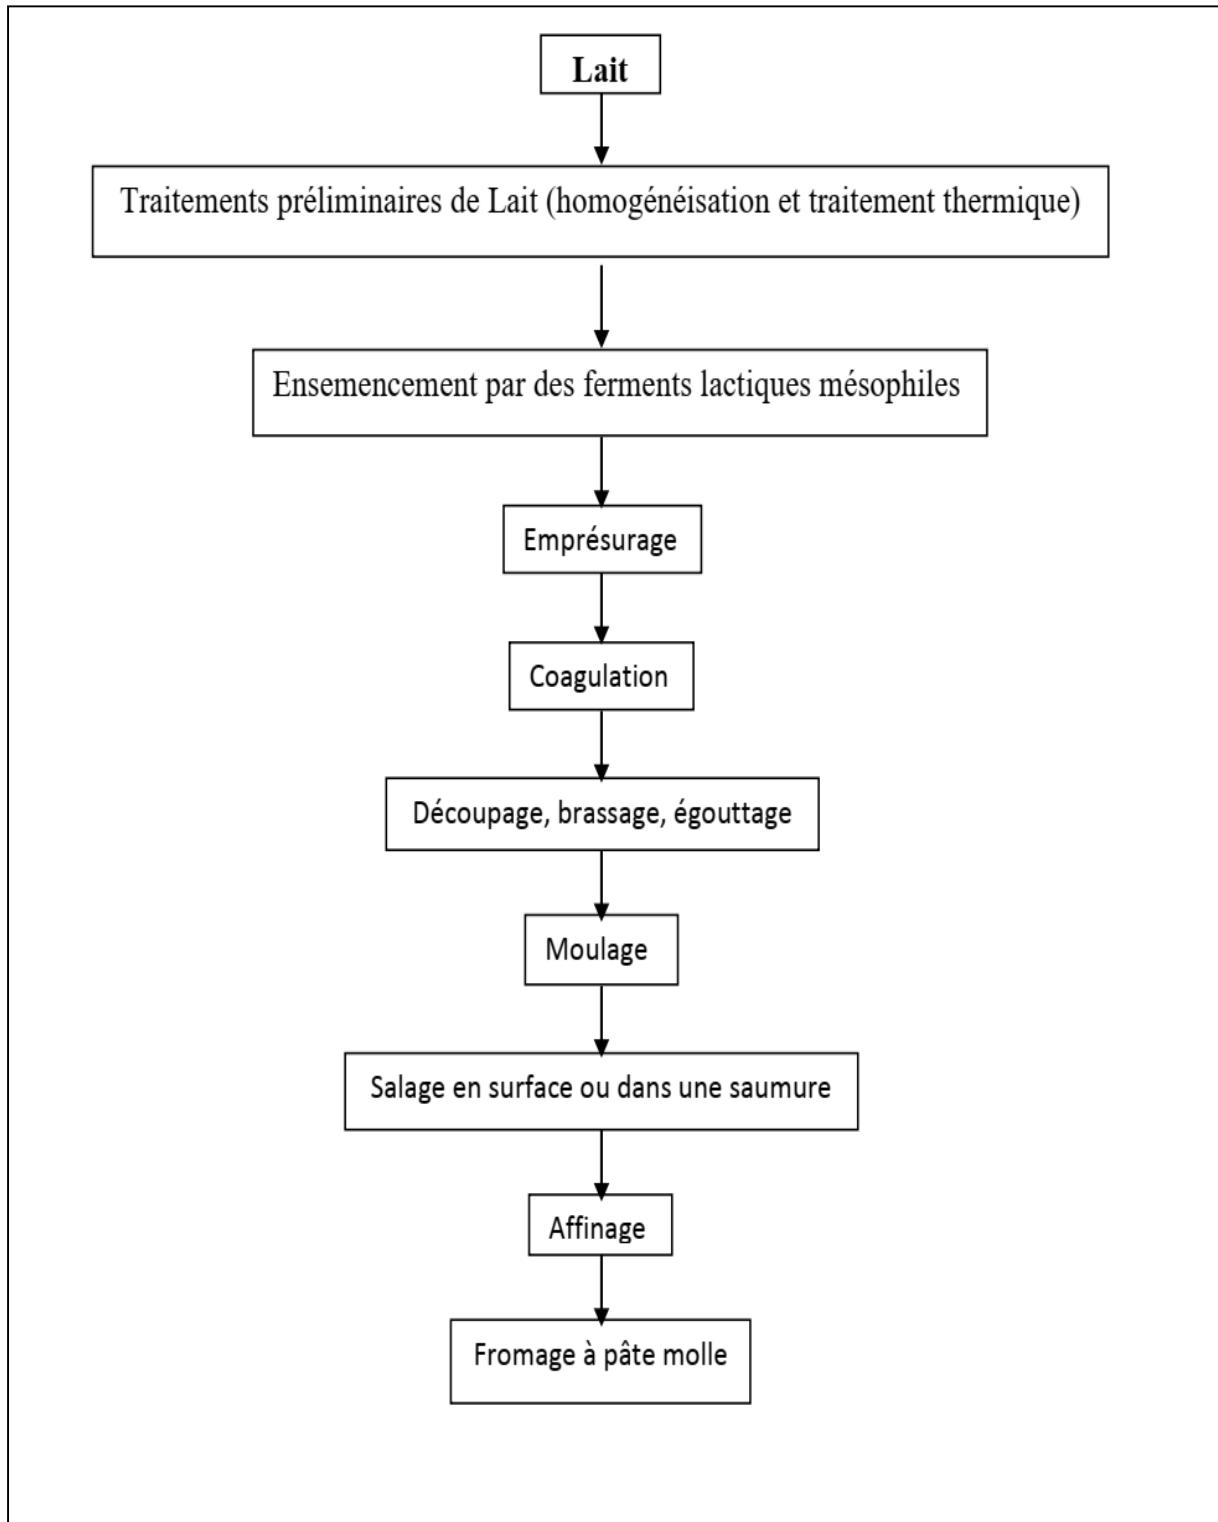 Lait
Traitements préliminaires de Lait (homogénéisation et traitement thermique)
Ensemencement par des ferments lactiques mésophiles
Emprésurage
Coagulation
Découpage, brassage, égouttage
Moulage
Salage en surface ou dans une saumure
Affinage
Fromage à pâte molle